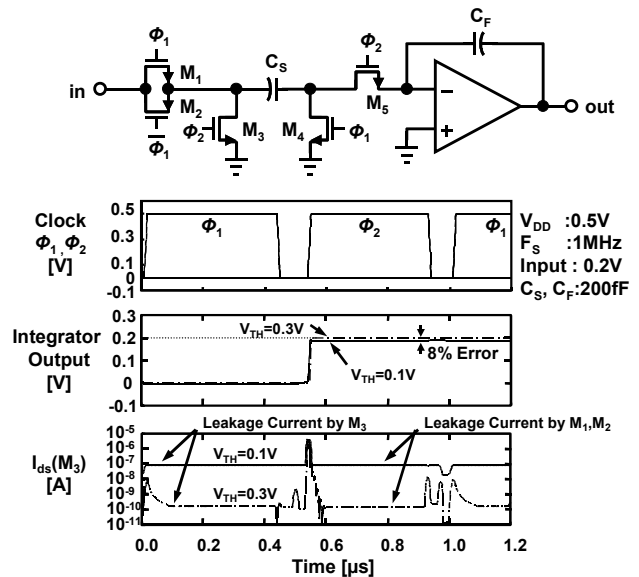 Φ1
CF
Φ2
CS
M1
in
M2
M5
−
out
+
Φ1
Φ2
M3
M4
Φ1
Clock
Φ1, Φ2
[V]
0.5
0.3
0.1
-0.1
Φ1
Φ2
Φ1
VDD :0.5V
FS :1MHz
Input : 0.2V
CS, CF:200fF
Integrator
Output
[V]
0.3
0.2
0.1
0
-0.1
VTH=0.3V
VTH=0.1V
8% Error
Ids(M3)
[A]
10-5
10-6
10-7
10-8
10-9
10-10
10-11
Leakage Current by M3
Leakage Current by M1,M2
VTH=0.1V
VTH=0.3V
0.0 0.2 0.4 0.6 0.8 1.0 1.2
Time [μs]